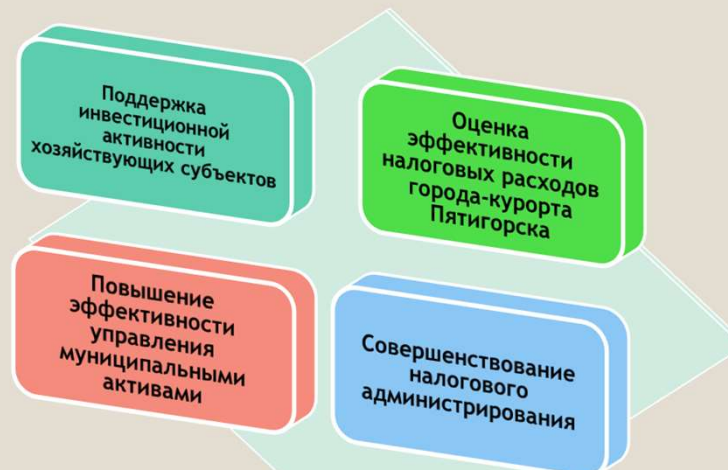 Поддержка
инвестиционной
активности
хозяйствующих субъектов
Оценка
эффективности
налоговых расходов
города-курорта
Пятигорска
Повышение
эффективности
управления
муниципальными
активами
Совершенствование
налогового
администрирования